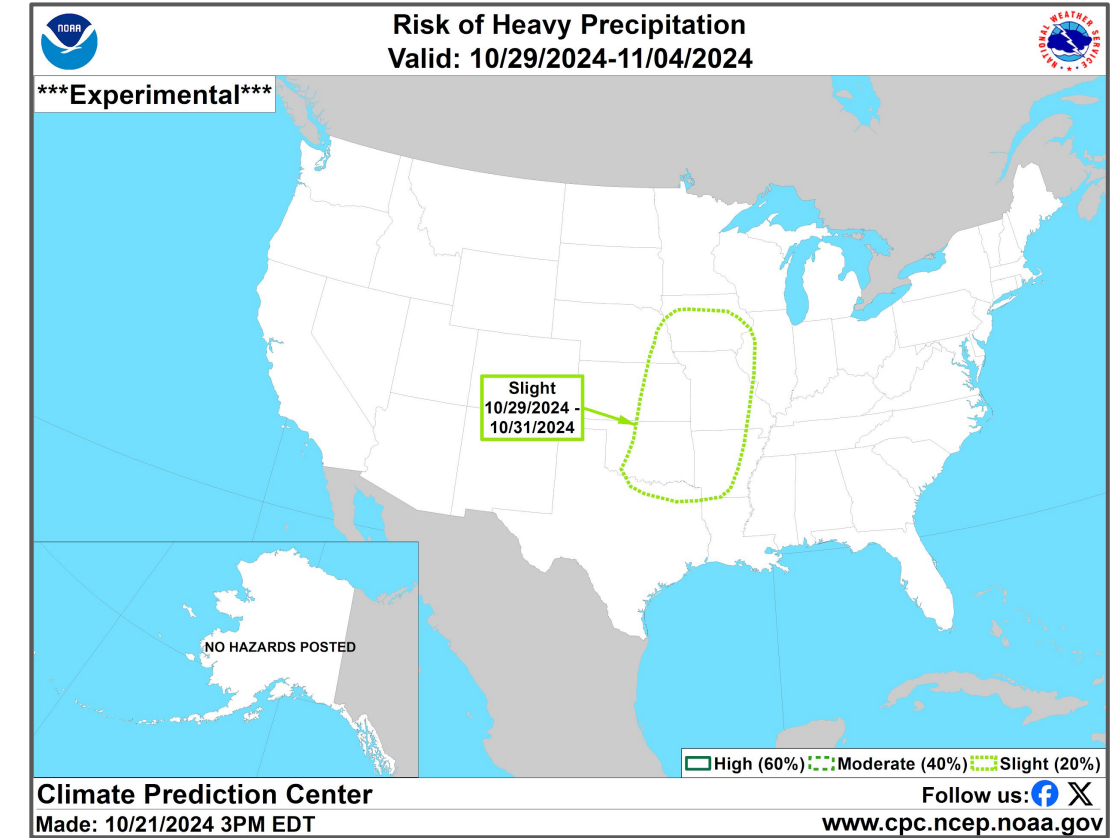 NOAA
Risk of Heavy Precipitation
Valid: 10/29/2024-11/04/2024
NATIONAL WEATHER SERVICE
***Experimental***
Slight
10/29/2024 -
10/31/2024
NO HAZARDS POSTED
High (60%) Moderate (40%) Slight (20%)
Climate Prediction Center
Follow us:
Made: 10/21/2024 3PM EDT
www.cpc.ncep.noaa.gov